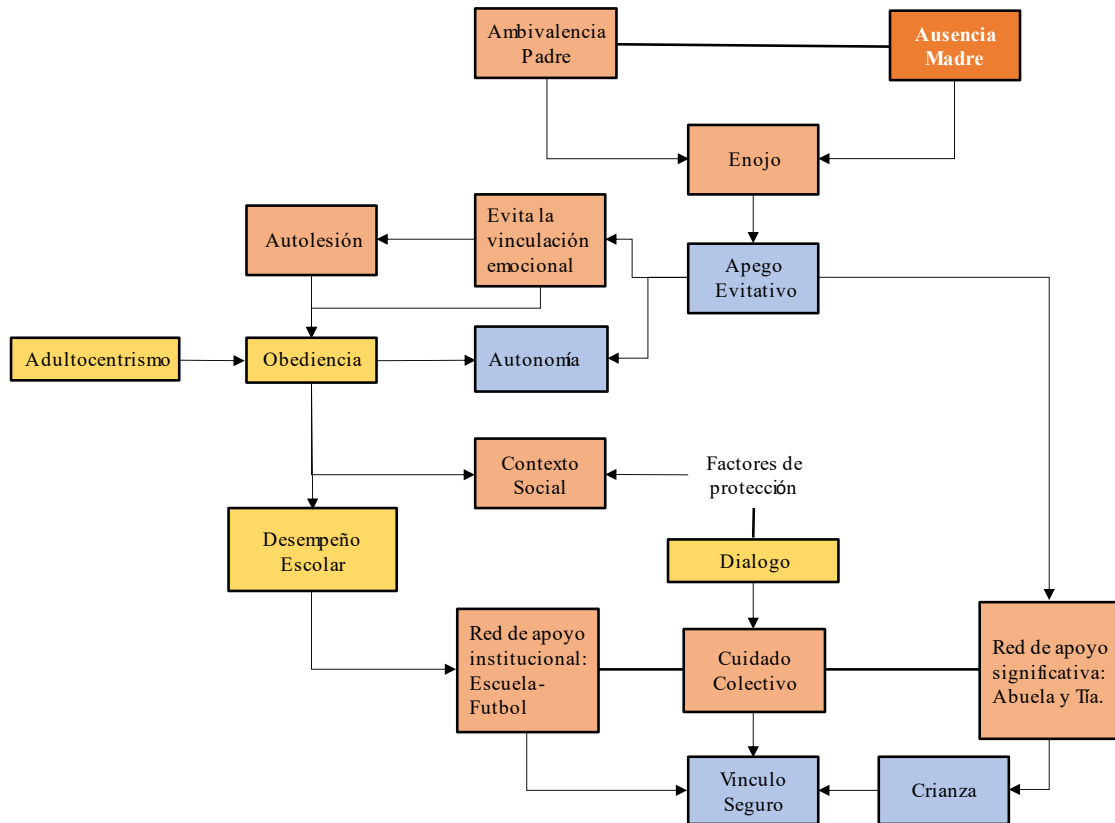 Ambivalencia
Padre
Ausencia
Madre
Enojo
Autolesión
Evita la
vinculación
emocional
Apego
Evitativo
Adultocentrismo
Obediencia
Autonomía
Contexto
Social
Factores de
protección
Desempeño
Escolar
Dialogo
Red de apoyo
institucional:
Escuela-
Futbol
Cuidado
Colectivo
Red de apoyo
significativa:
Abuela y Tía.
Vinculo
Seguro
Crianza